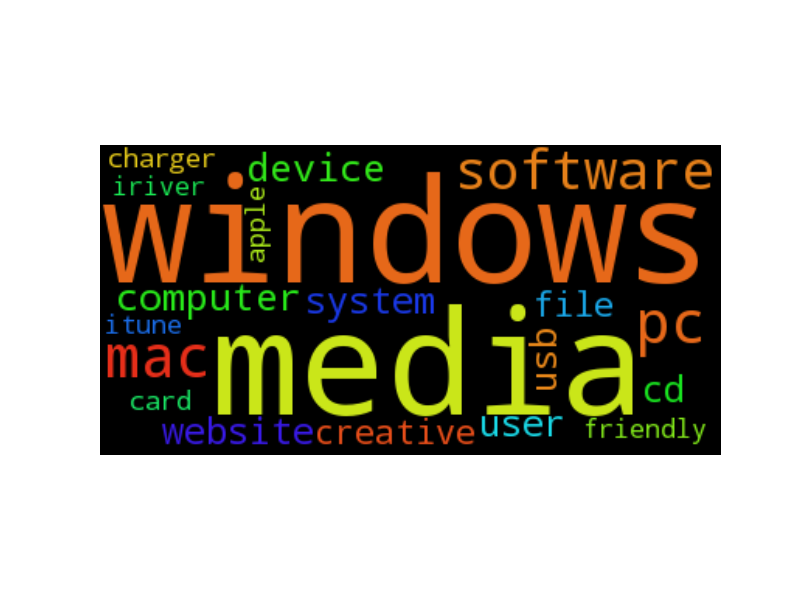 charger
device
software
iriver
apple
windows
computer
system
file
pc
itune
mac
media
usb
cd
card
website
creative
user
friendly